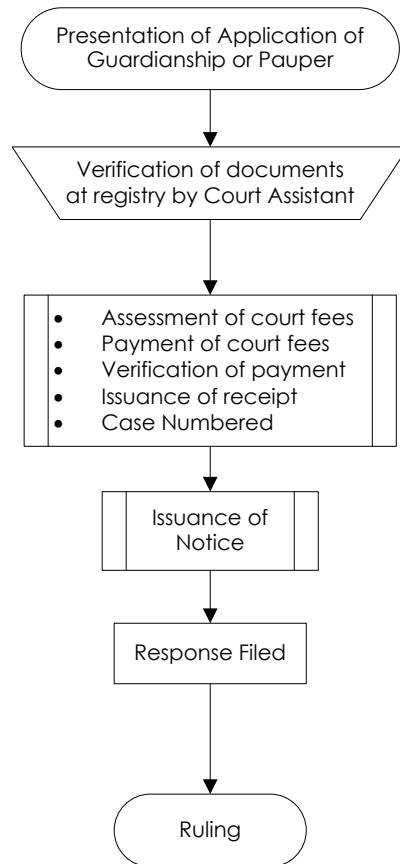 Presentation of Application of
Guardianship or Pauper
Verification of documents
at registry by Court Assistant
• Assessment of court fees
• Payment of court fees
• Verification of payment
• Issuance of receipt
• Case Numbered
Issuance of
Notice
Response Filed
Ruling